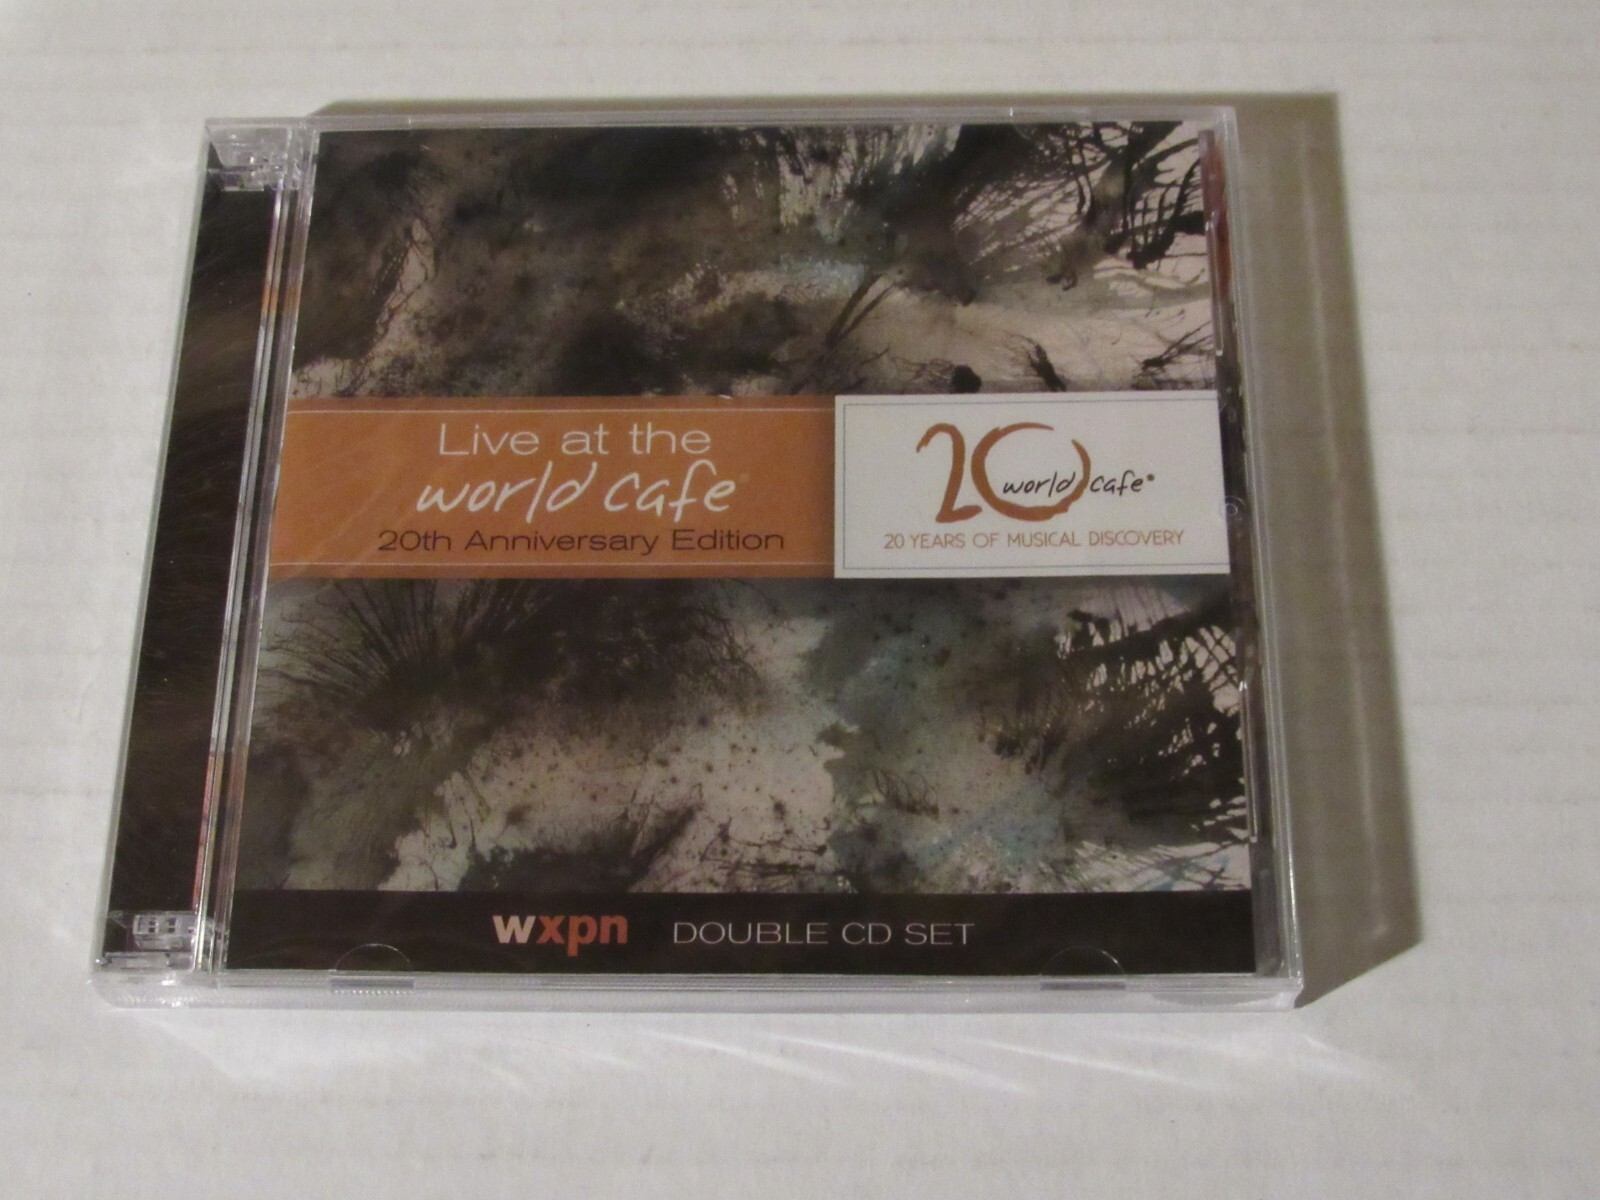 Live at the
world cafe®
20th Anniversary Edition
20 world cafe®
20 YEARS OF MUSICAL DISCOVERY
wxpn DOUBLE CD SET